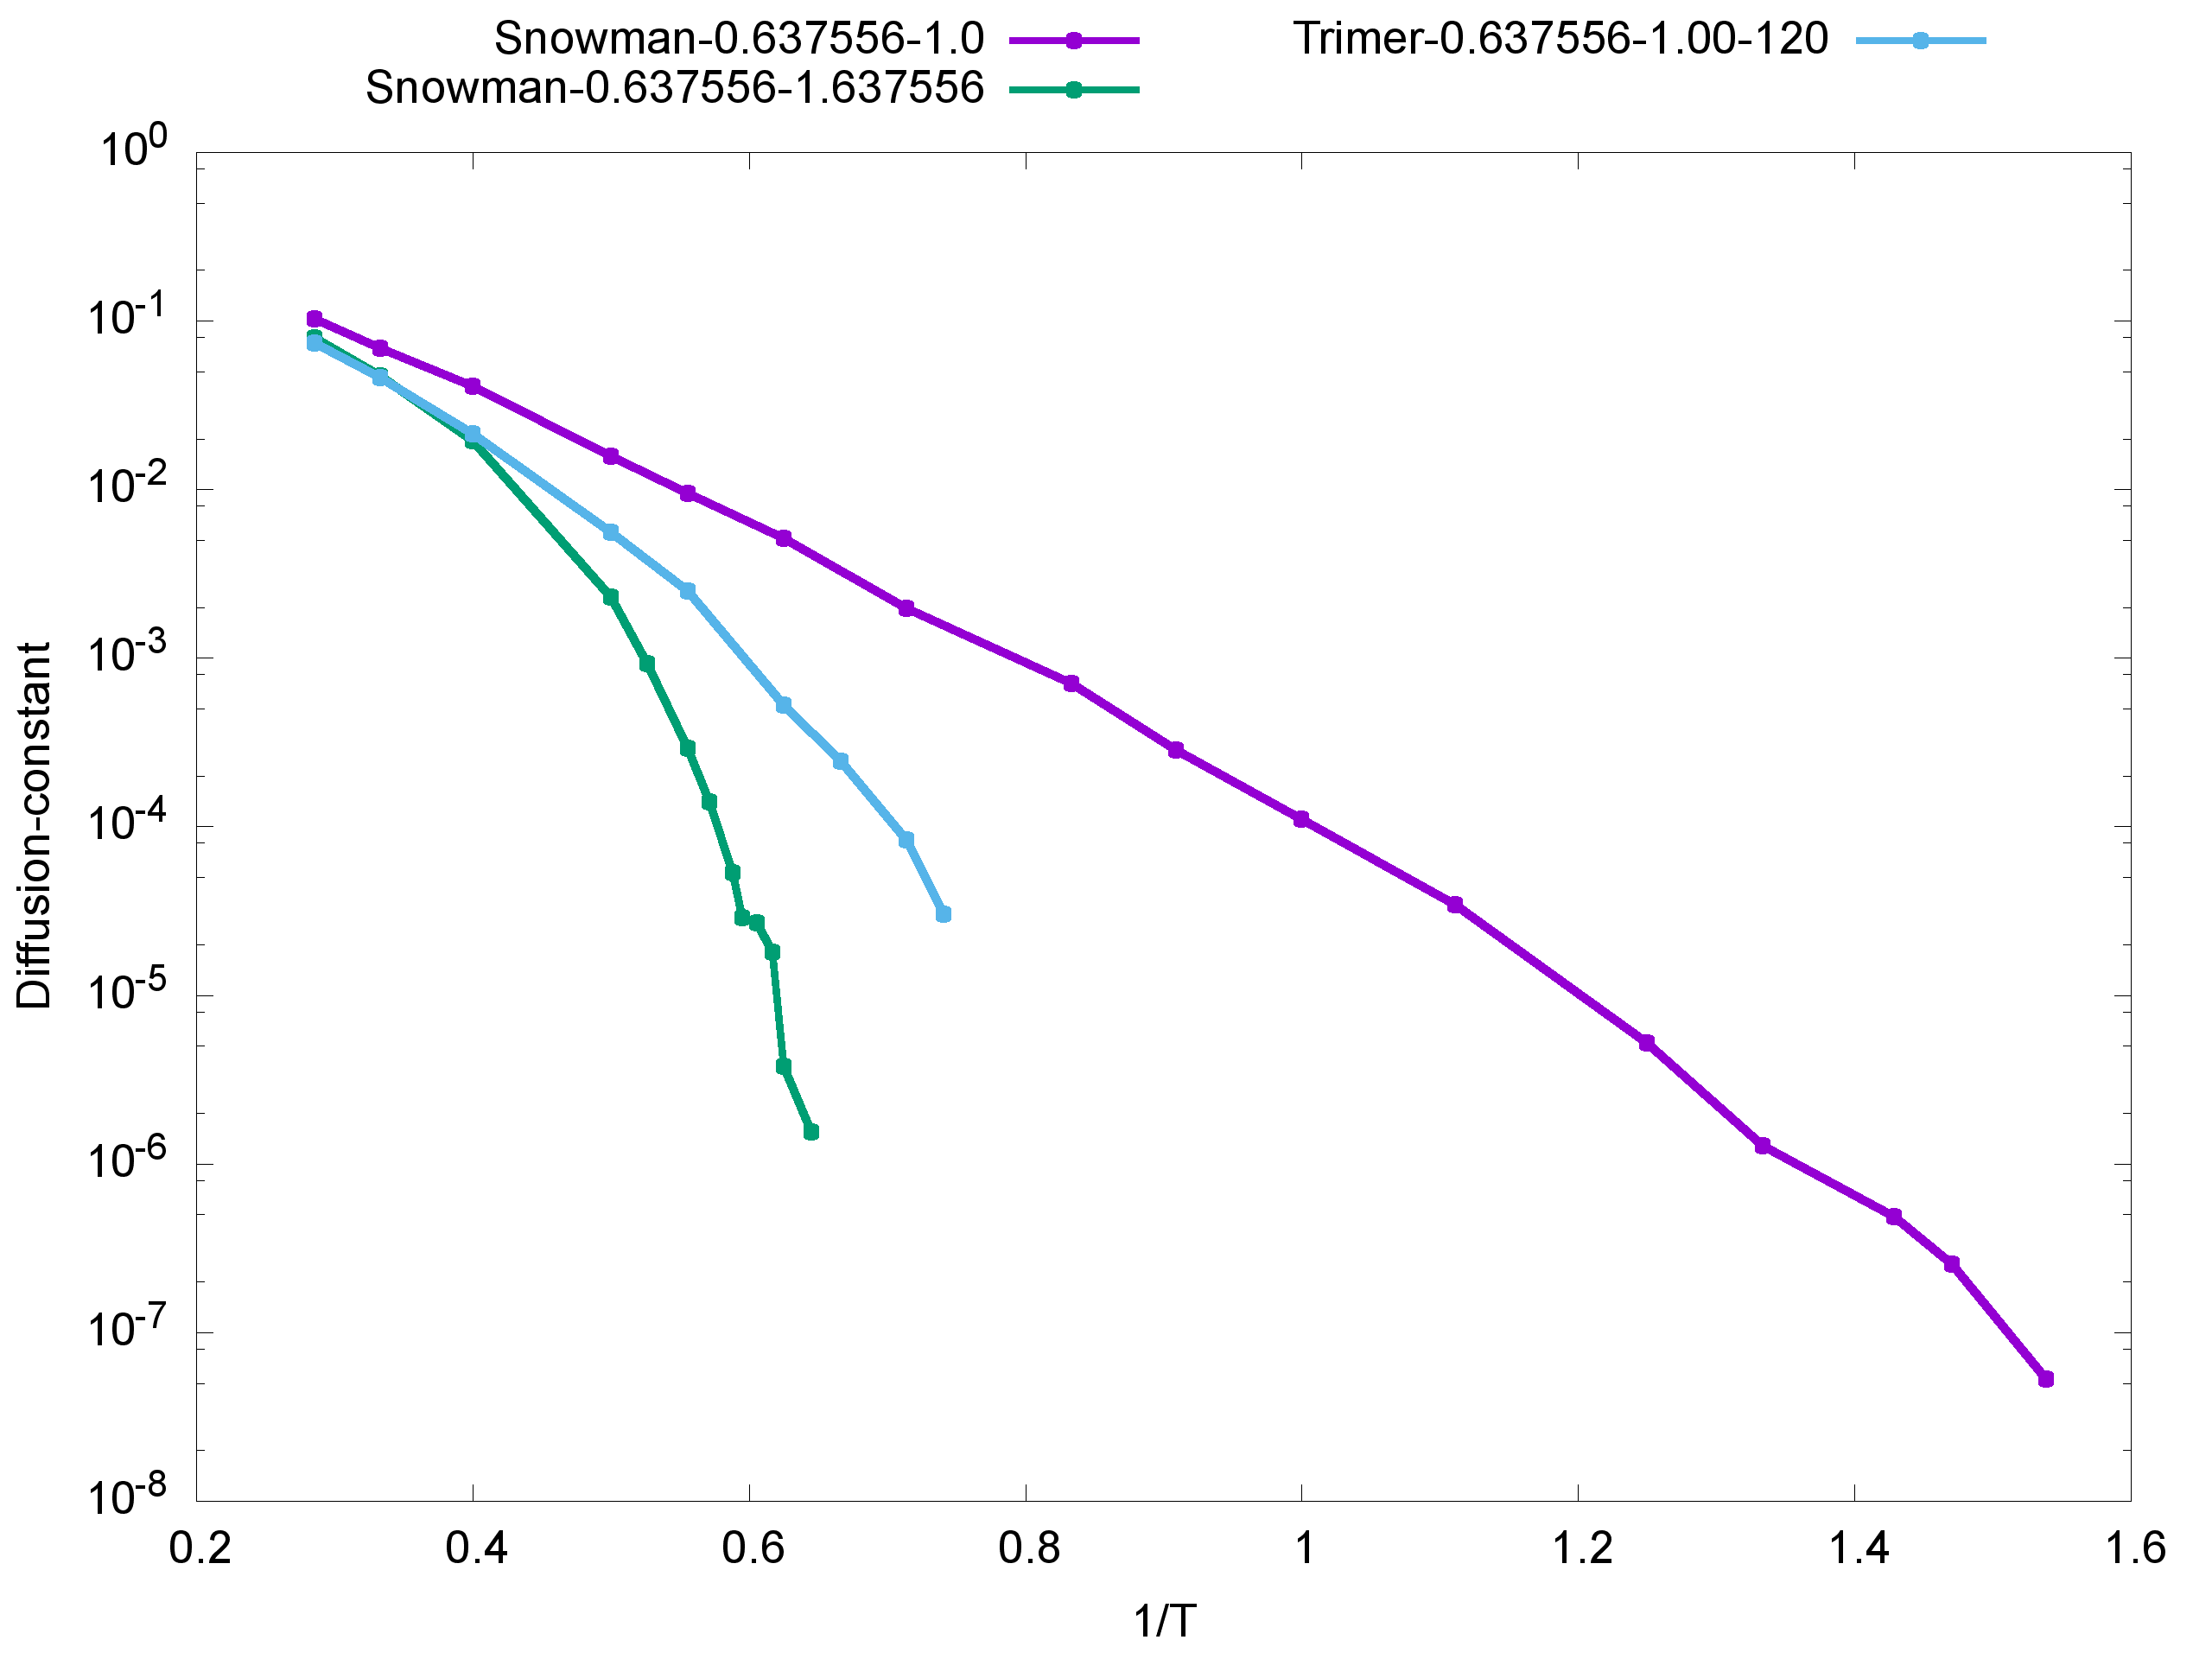 Snowman-0.637556-1.0
Snowman-0.637556-1.637556
Trimer-0.637556-1.00-120
10^0
10^-1
10^-2
10^-3
10^-4
10^-5
10^-6
10^-7
10^-8
Diffusion-constant
0.2 0.4 0.6 0.8 1 1.2 1.4 1.6
1/T